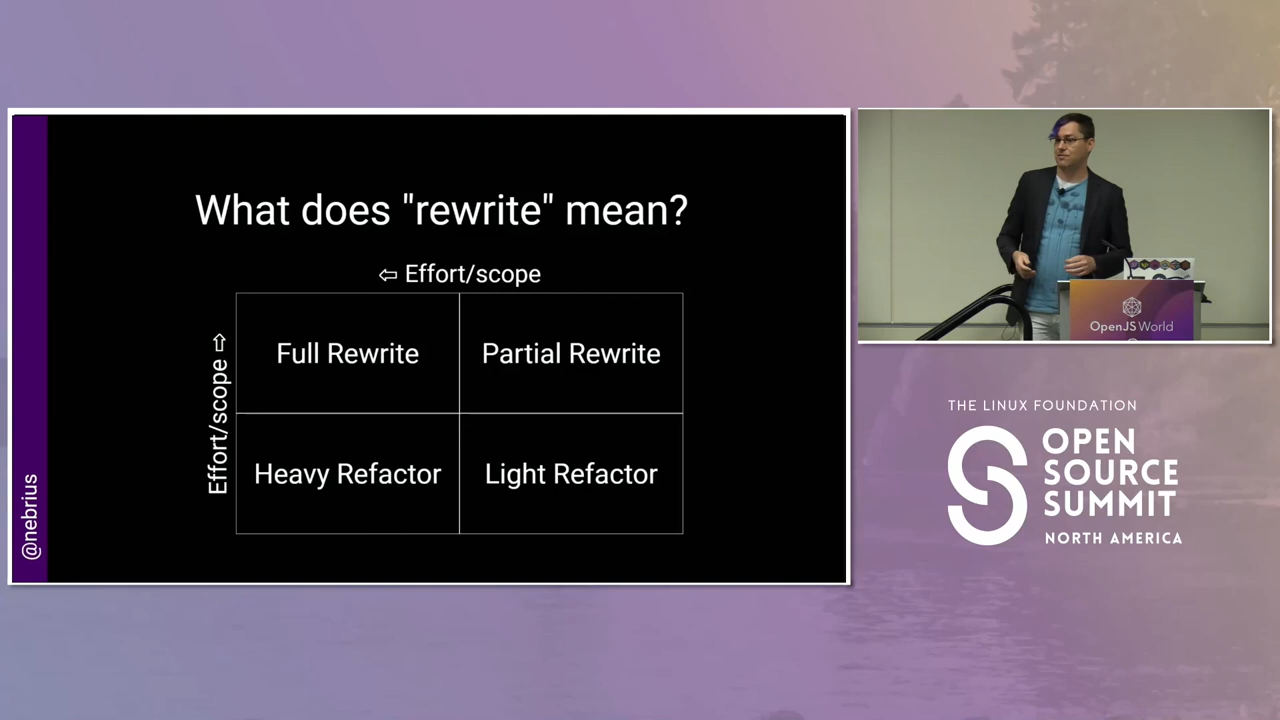 What does "rewrite" mean?
⇦ Effort/scope
Effort/scope ⇨
Full Rewrite
Partial Rewrite
Heavy Refactor
Light Refactor
@nebrius
OpenJS World
THE LINUX FOUNDATION
OPEN
SOURCE
SUMMIT
NORTH AMERICA